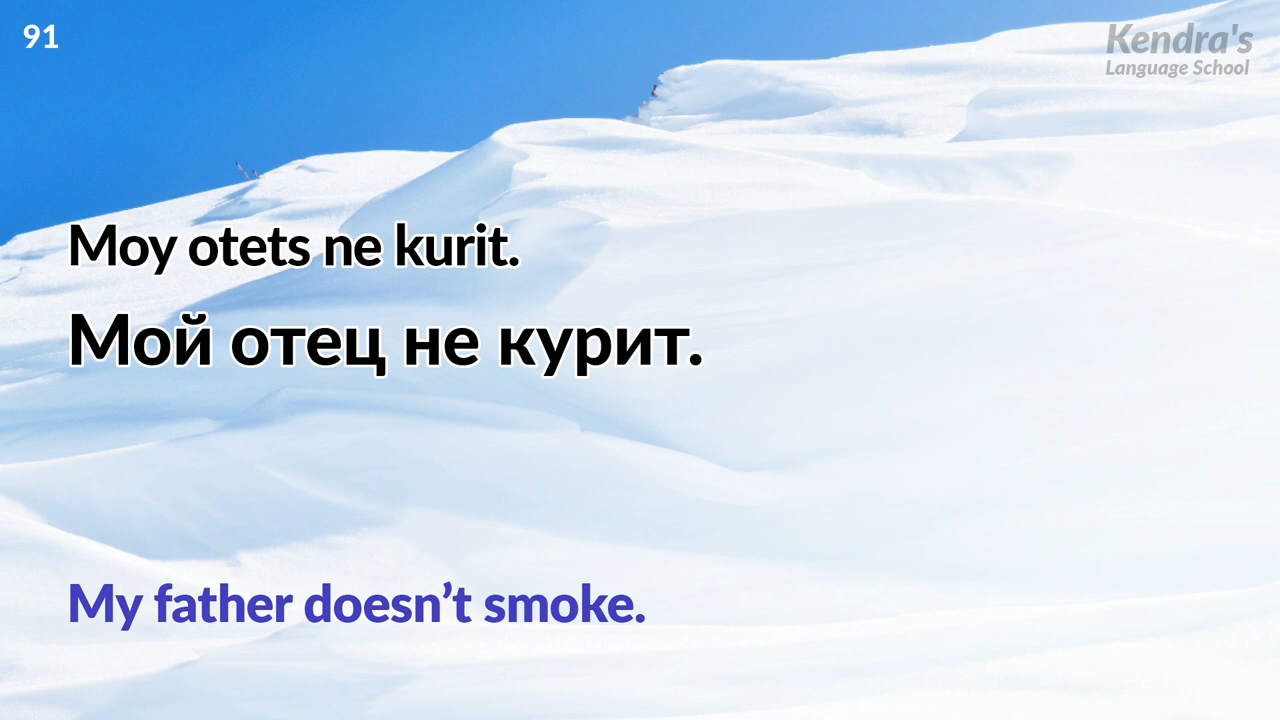 91
Kendra's
Language School
Moy otets ne kurit.
Мой отец не курит.
My father doesn’t smoke.